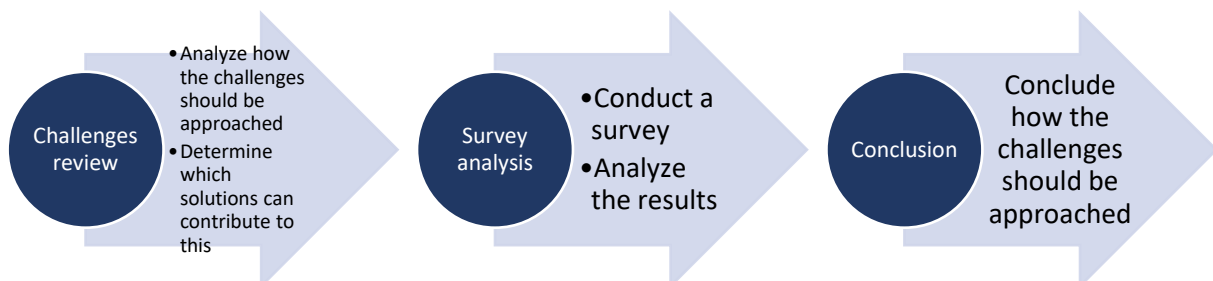 Challenges
review
•Analyze how
the challenges
should be
approached
•Determine
which
solutions can
contribute to
this
Survey
analysis
•Conduct a
survey
•Analyze
the results
Conclusion
Conclude
how the
challenges
should be
approached